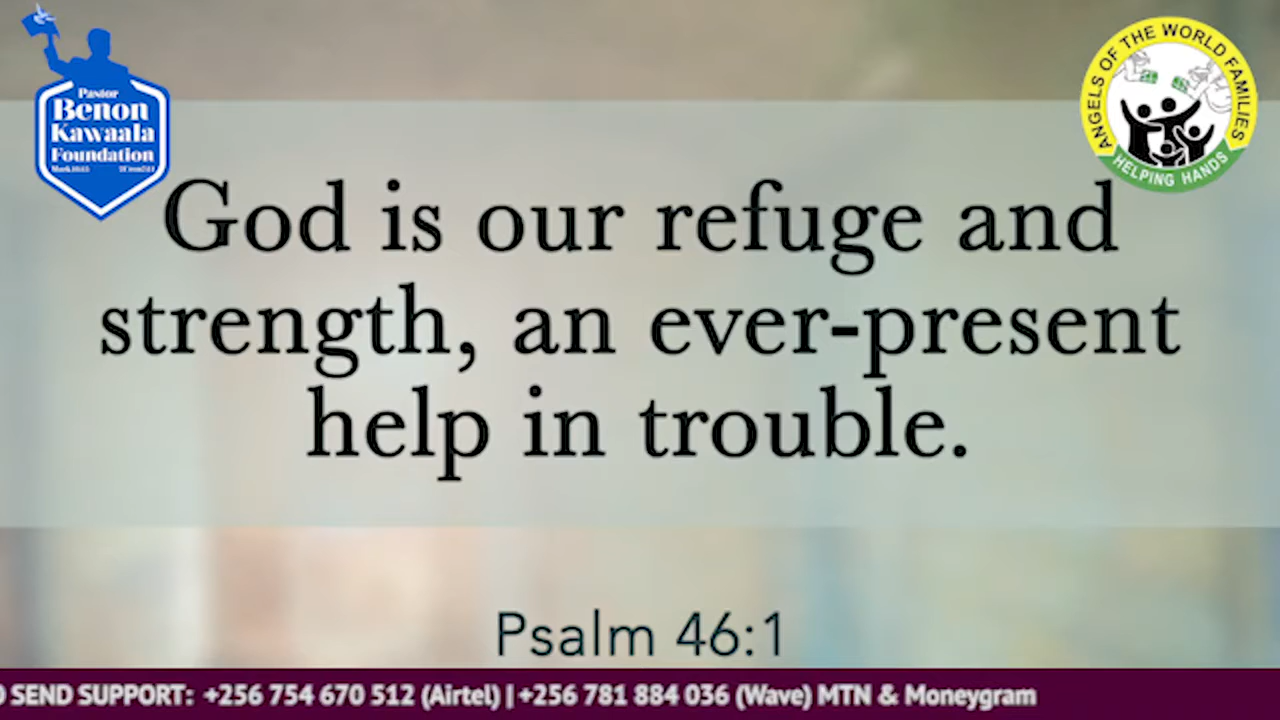 Pastor
Benon
Kawaala
Foundation
ANGELS OF THE WORLD FAMILIES
HELPING HANDS
God is our refuge and
strength, an ever-present
help in trouble.
Psalm 46:1
SEND SUPPORT: +256 754 670 512 (Airtel) | +256 781 884 036 (Wave) MTN & Moneygram